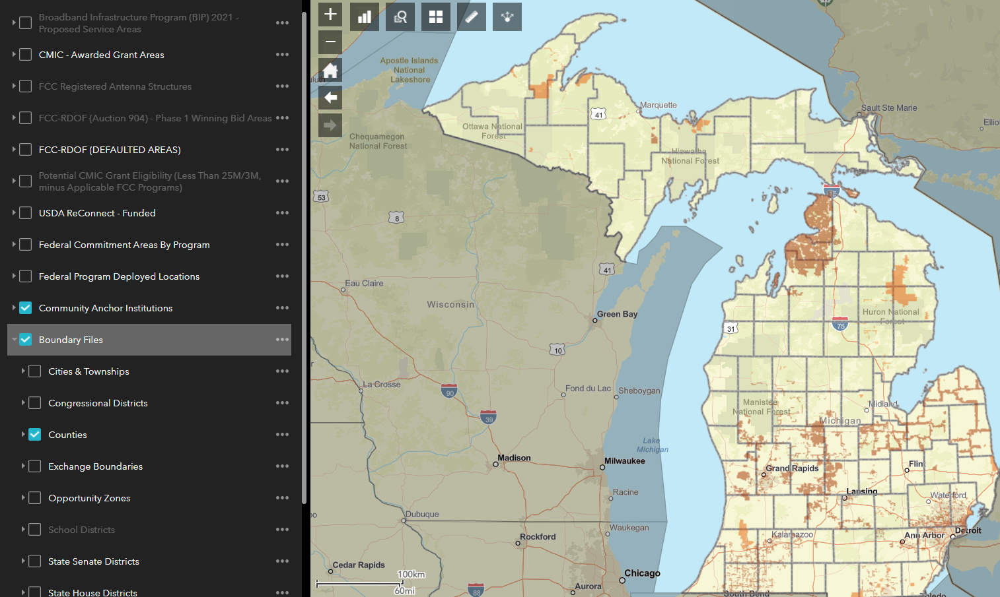 Broadband Infrastructure Program (BIP) 2021 -
Proposed Service Areas
CMIC - Awarded Grant Areas
FCC Registered Antenna Structures
FCC-RDOF (Auction 904) - Phase 1 Winning Bid Areas
FCC-RDOF (DEFAULTED AREAS)
Potential CMIC Grant Eligibility (Less Than 25M/3M,
minus Applicable FCC Programs)
USDA ReConnect - Funded
Federal Commitment Areas By Program
Federal Program Deployed Locations
Community Anchor Institutions
Boundary Files
Cities & Townships
Congressional Districts
Counties
Exchange Boundaries
Opportunity Zones
School Districts
State Senate Districts
State House Districts
Apostle Islands
National
Lakeshore
Marquette
41
Sault Ste Marie
Elliot
Ottawa National
Forest
Chequamegon
National Forest
Hiawatha
National Forest
53
8
41
Eau Claire
Wisconsin
Green Bay
Huron National
Forest
31
75
10
La Crosse
90
Fond du Lac
Sheboygan
Manistee
National Forest
Midland
39
Michigan
Lake
Michigan
Madison
Milwaukee
Grand Rapids
Flin
Racine
Lansing
Waterford
Dubuque
Waukegan
Rockford
Kalamazoo
Ann Arbor
Detroit
Cedar Rapids
100km
60mi
Chicago
88
Aurora
South Bend
Toledo